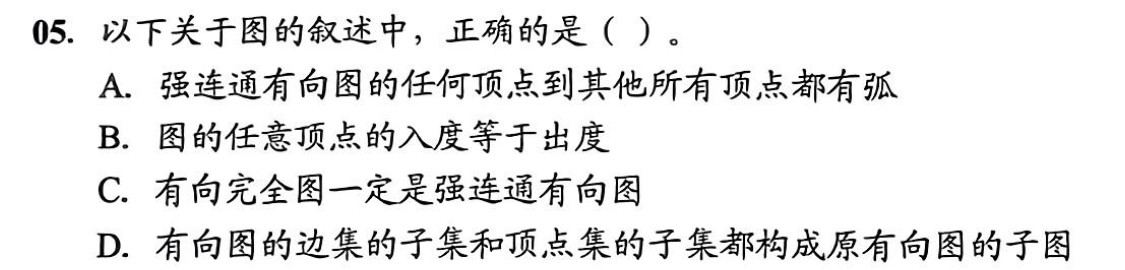 05. 以下关于图的叙述中，正确的是（ ）。
A. 强连通有向图的任何顶点到其他所有顶点都有弧
B. 图的任意顶点的入度等于出度
C. 有向完全图一定是强连通有向图
D. 有向图的边集的子集和顶点集的子集都构成原有向图的子图